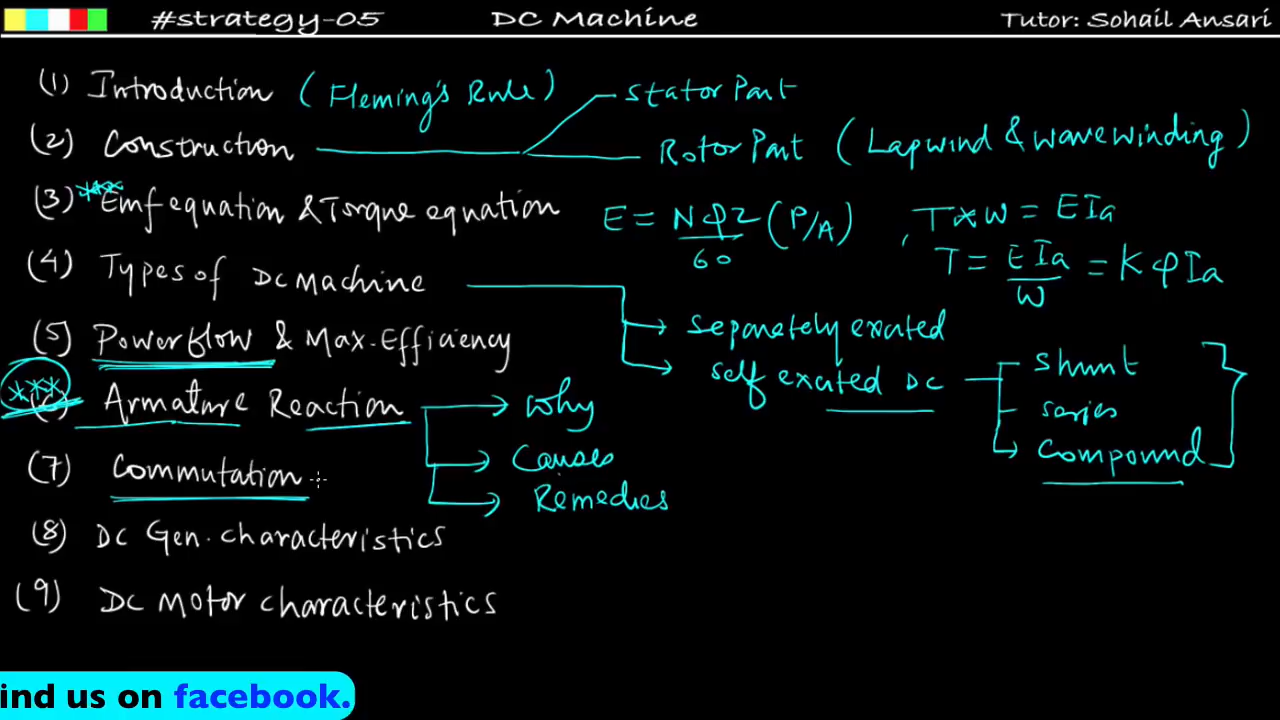 #strategy-05 DC Machine Tutor: Sohail Ansari
(1) Introduction (Fleming's Rule) Stator Part
(2) Construction Rotor Part (Lapwind & wavewinding)
(3) *** Emf equation & Torque equation E = NφZ/60 (P/A), T×W = EIa
T = EIa/W = KφIa
(4) Types of DC Machine
separetely exated
(5) Powerflow & Max. Efficiency
self exated DC shunt
series
compound
*** (6) Armature Reaction Why
Causes
Remedies
(7) Commutation
(8) DC Gen. characteristics
(9) DC Motor characteristics
ind us on facebook.